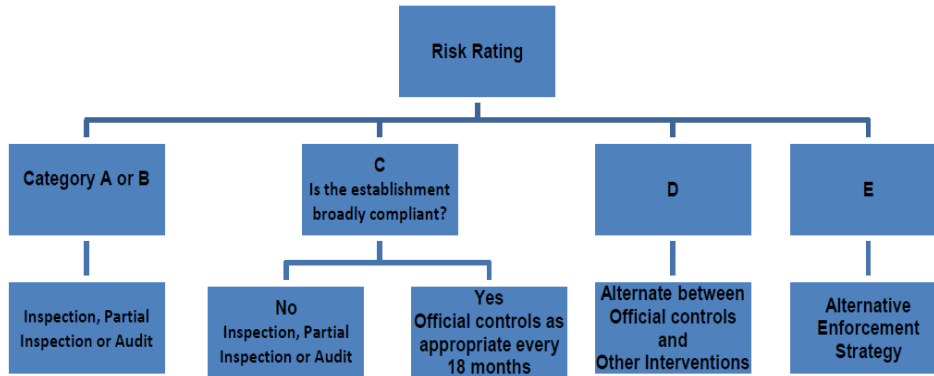 Risk Rating
Category A or B
C
Is the establishment
broadly compliant?
D
E
Inspection, Partial
Inspection or Audit
No
Inspection, Partial
Inspection or Audit
Yes
Official controls as
appropriate every
18 months
Alternate between
Official controls
and
Other Interventions
Alternative
Enforcement
Strategy